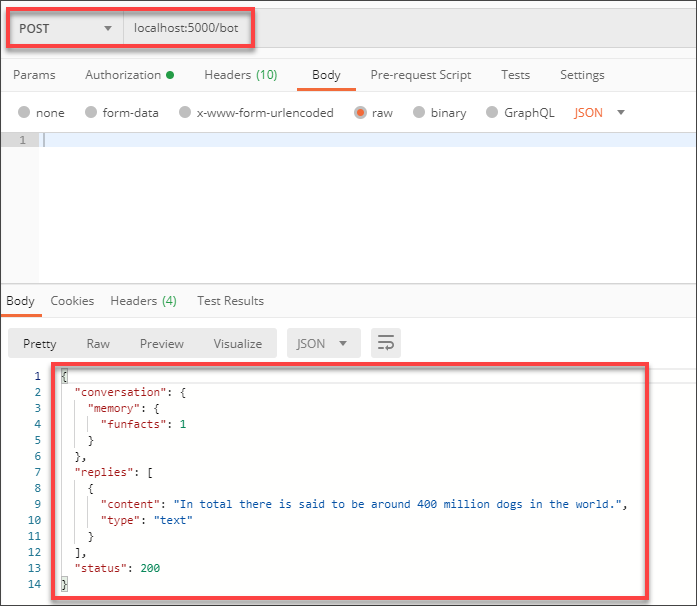 POST localhost:5000/bot
Params Authorization Headers (10) Body Pre-request Script Tests Settings
none form-data x-www-form-urlencoded raw binary GraphQL JSON
1
Body Cookies Headers (4) Test Results
Pretty Raw Preview Visualize JSON
1 {
2 "conversation": {
3 "memory": {
4 "funfacts": 1
5 }
6 },
7 "replies": [
8 {
9 "content": "In total there is said to be around 400 million dogs in the world.",
10 "type": "text"
11 }
12 ],
13 "status": 200
14 }